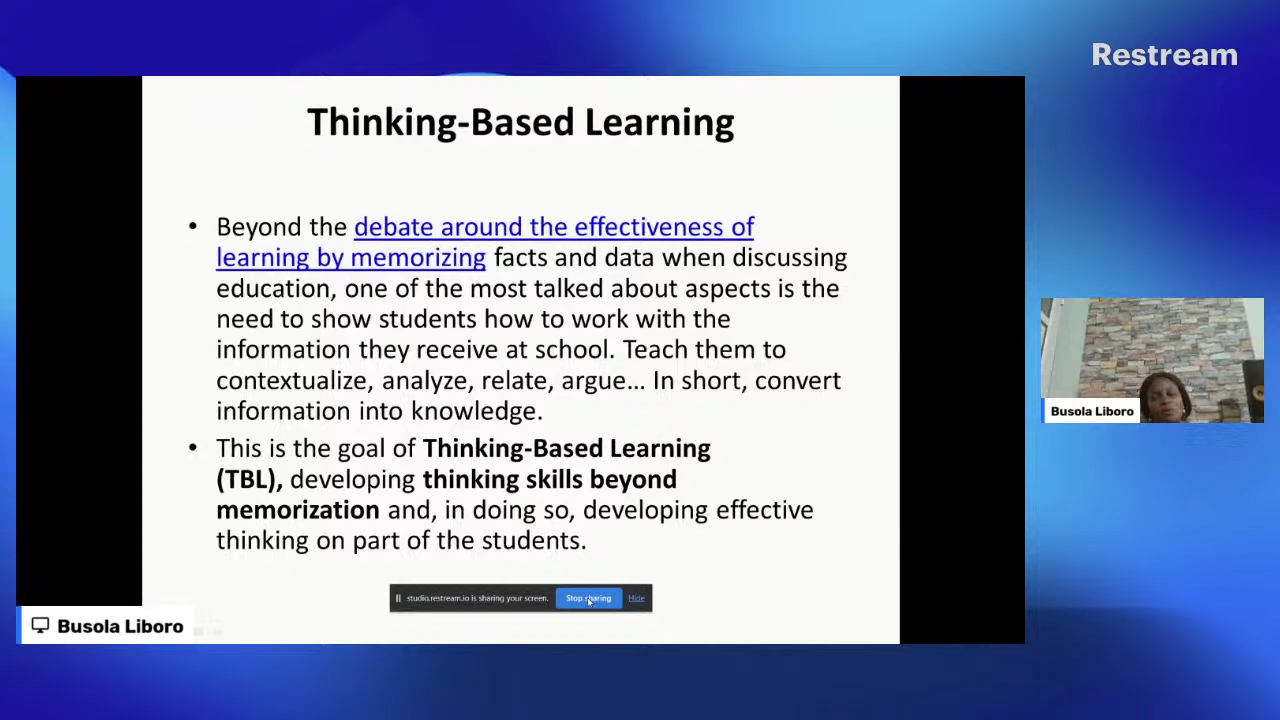 Restream
Thinking-Based Learning
• Beyond the debate around the effectiveness of
learning by memorizing facts and data when discussing
education, one of the most talked about aspects is the
need to show students how to work with the
information they receive at school. Teach them to
contextualize, analyze, relate, argue... In short, convert
information into knowledge.
• This is the goal of Thinking-Based Learning
(TBL), developing thinking skills beyond
memorization and, in doing so, developing effective
thinking on part of the students.
studio.restream.io is sharing your screen.
Stop sharing
Hide
Busola Liboro
Busola Liboro